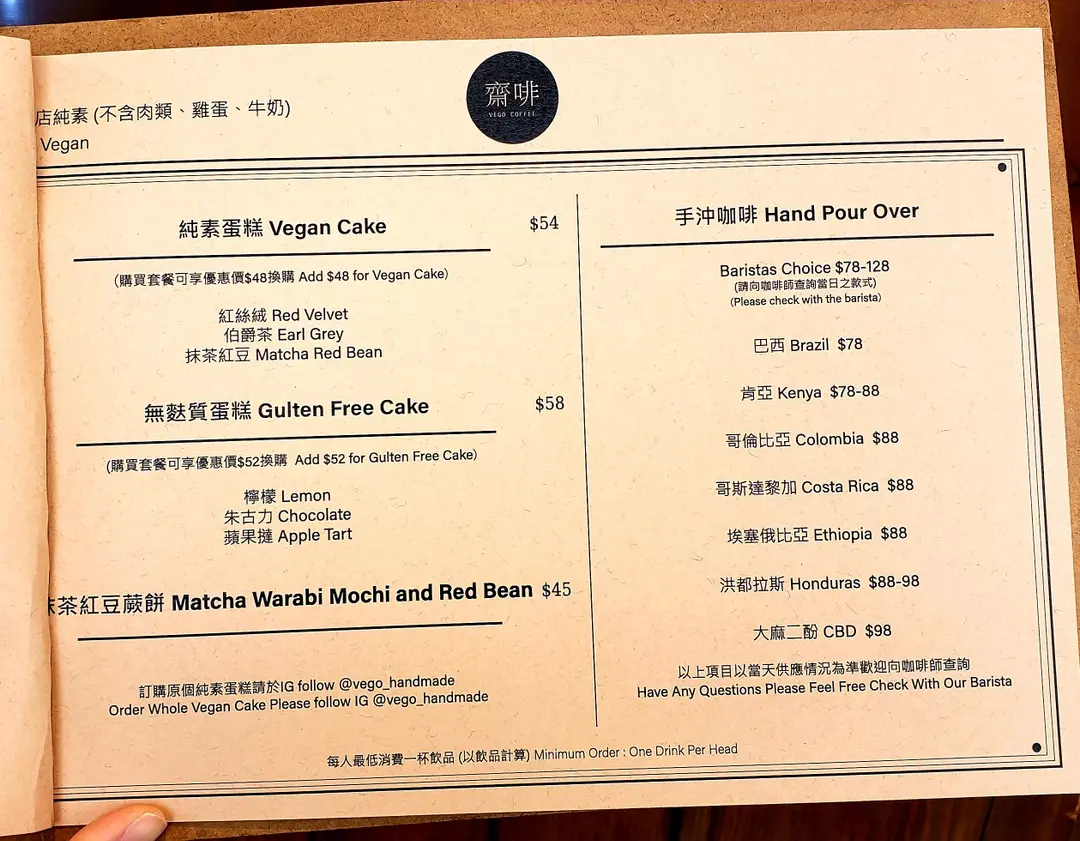 店純素 (不含肉類、雞蛋、牛奶)
Vegan
齋啡
VEGO COFFEE
純素蛋糕 Vegan Cake $54
(購買套餐可享優惠價$48換購 Add $48 for Vegan Cake)
紅絲絨 Red Velvet
伯爵茶 Earl Grey
抹茶紅豆 Matcha Red Bean
無麩質蛋糕 Gulten Free Cake $58
(購買套餐可享優惠價$52換購 Add $52 for Gulten Free Cake)
檸檬 Lemon
朱古力 Chocolate
蘋果撻 Apple Tart
抹茶紅豆蕨餅 Matcha Warabi Mochi and Red Bean $45
訂購原個純素蛋糕請於IG follow @vego_handmade
Order Whole Vegan Cake Please follow IG @vego_handmade
手沖咖啡 Hand Pour Over
Baristas Choice $78-128
(請向咖啡師查詢當日之款式)
(Please check with the barista)
巴西 Brazil $78
肯亞 Kenya $78-88
哥倫比亞 Colombia $88
哥斯達黎加 Costa Rica $88
埃塞俄比亞 Ethiopia $88
洪都拉斯 Honduras $88-98
大麻二酚 CBD $98
以上項目以當天供應情況為準歡迎向咖啡師查詢
Have Any Questions Please Feel Free Check With Our Barista
每人最低消費一杯飲品 (以飲品計算) Minimum Order : One Drink Per Head